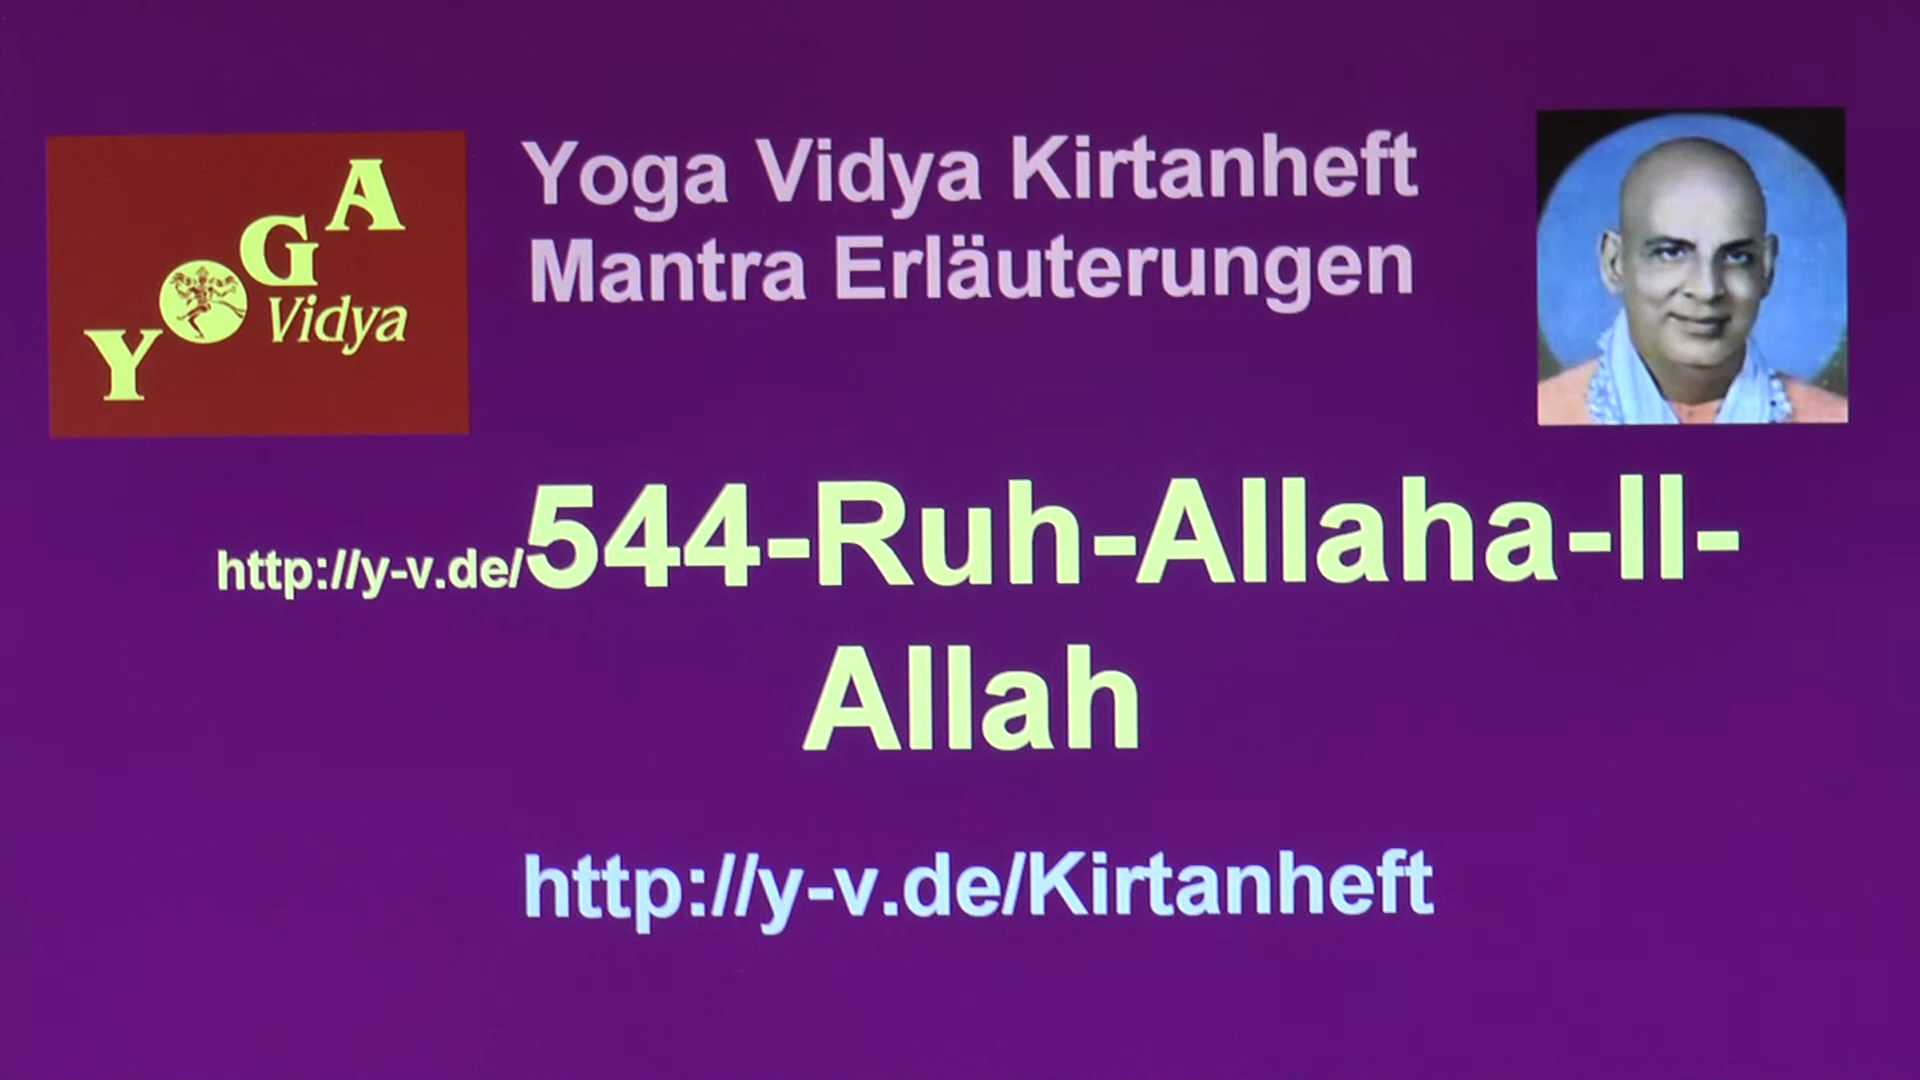 YOGA
Vidya
Yoga Vidya Kirtanheft
Mantra Erläuterungen
http://y-v.de/544-Ruh-Allaha-Il-
Allah
http://y-v.de/Kirtanheft